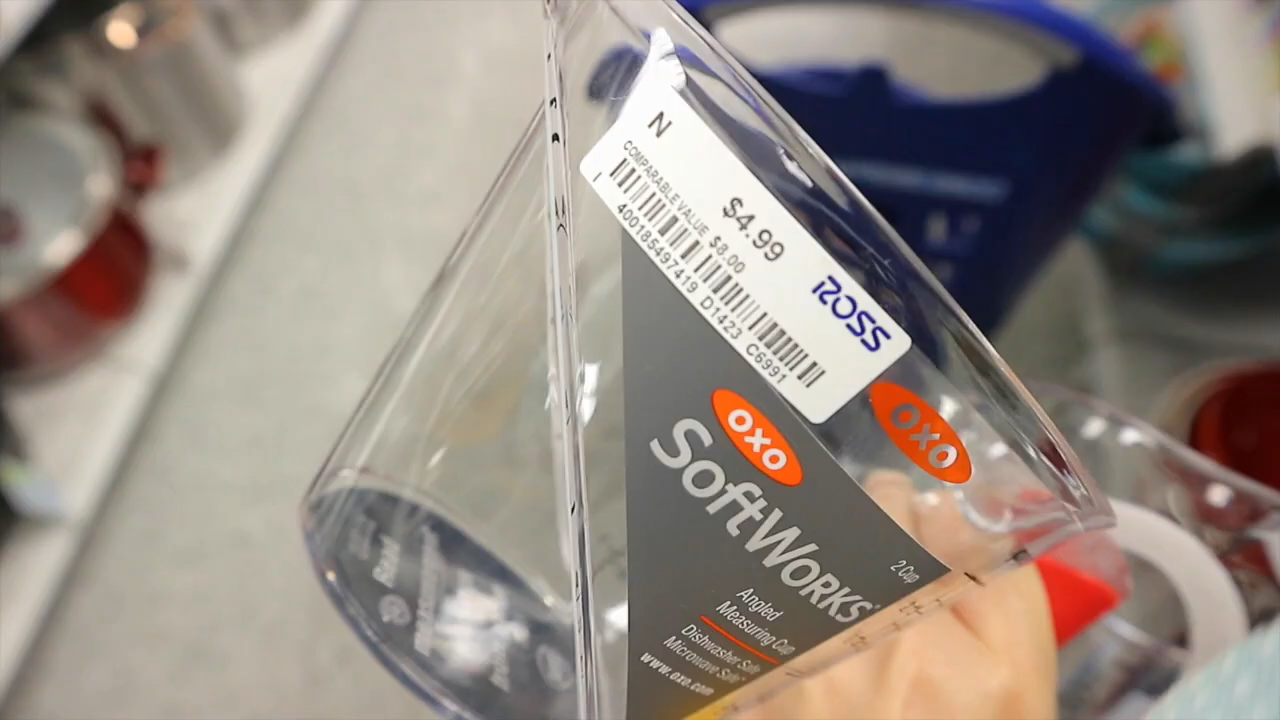 N
$4.99
COMPARABLE VALUE $8.00
400185497419 D1423 C6991
ROSS
OXO
OXO
SOFTWORKS
2 Cup
Angled
Measuring Cup
Dishwasher Safe
Microwave Safe
www.oxo.com